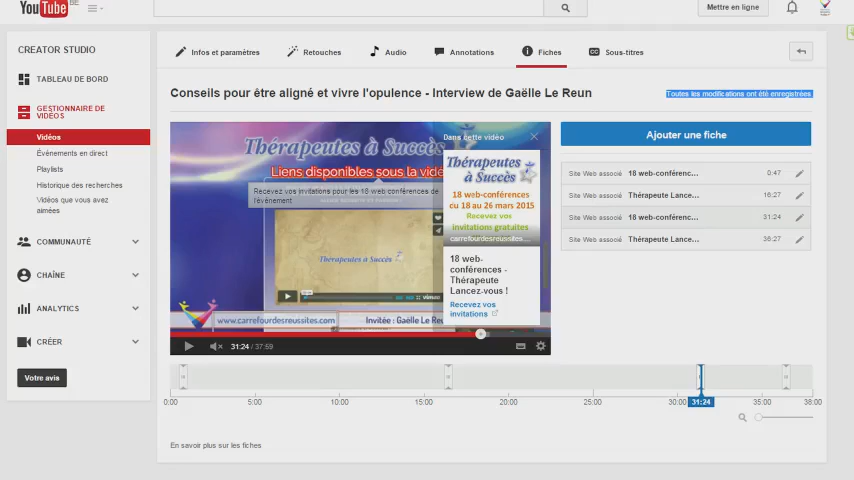 YouTube BE
Mettre en ligne
CREATOR STUDIO
TABLEAU DE BORD
GESTIONNAIRE DE
VIDÉOS
Vidéos
Événements en direct
Playlists
Historique des recherches
Vidéos que vous avez
aimées
COMMUNAUTÉ
CHAÎNE
ANALYTICS
CRÉER
Votre avis
Infos et paramètres
Retouches
Audio
Annotations
Fiches
Sous-titres
Conseils pour être aligné et vivre l'opulence - Interview de Gaëlle Le Reun
Toutes les modifications ont été enregistrées
Thérapeutes à Succès
Liens disponibles sous la vidé
Recevez vos invitations pour les 18 web-conférences de
l'événement
Thérapeutes à Succès
vimeo
www.carrefourdesreussites.com
Invitée : Gaëlle Le Reu
31:24 / 37:59
Dans cette vidéo
Thérapeutes
à Succès
18 web-conférences
du 18 au 26 mars 2015
Recevez vos
invitations gratuites
carrefourdesreussites...
18 web-
conférences -
Thérapeute
Lancez-vous !
Recevez vos
invitations
Ajouter une fiche
Site Web associé 18 web-conférenc... 0:47
Site Web associé Thérapeute Lance... 16:27
Site Web associé 18 web-conférenc... 31:24
Site Web associé Thérapeute Lance... 36:27
0:00 5:00 10:00 15:00 20:00 25:00 30:00 31:24 35:00 38:00
En savoir plus sur les fiches